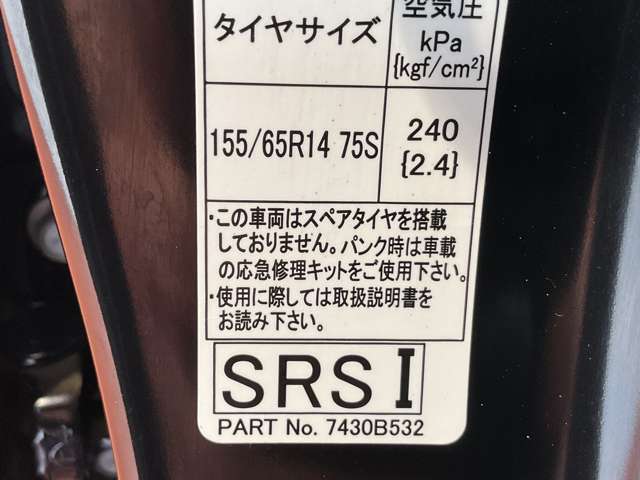 タイヤサイズ
空気圧
kPa
{kgf/cm²}
155/65R14 75S
240
{2.4}
・この車両はスペアタイヤを搭載
しておりません。パンク時は車載
の応急修理キットをご使用下さい。
・使用に際しては取扱説明書を
お読み下さい。
SRS I
PART No. 7430B532